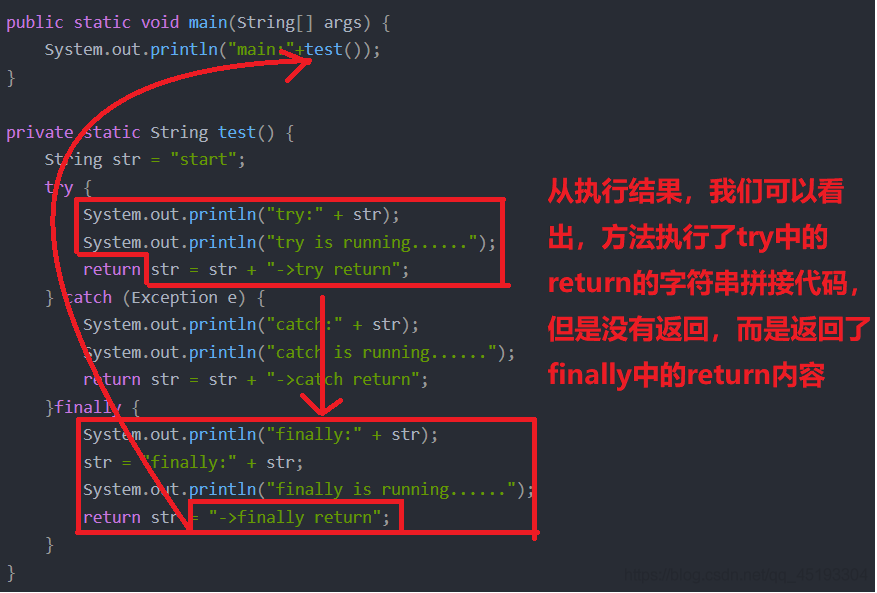 public static void main(String[] args) {
    System.out.println("main:"+test());
}
private static String test() {
    String str = "start";
    try {
        System.out.println("try:" + str);
        System.out.println("try is running......");
        return str = str + "->try return";
    } catch (Exception e) {
        System.out.println("catch:" + str);
        System.out.println("catch is running......");
        return str = str + "->catch return";
    }finally {
        System.out.println("finally:" + str);
        str = "finally:" + str;
        System.out.println("finally is running......");
        return str = "->finally return";
    }
}
从执行结果，我们可以看
出，方法执行了try中的
return的字符串拼接代码，
但是没有返回，而是返回了
finally中的return内容